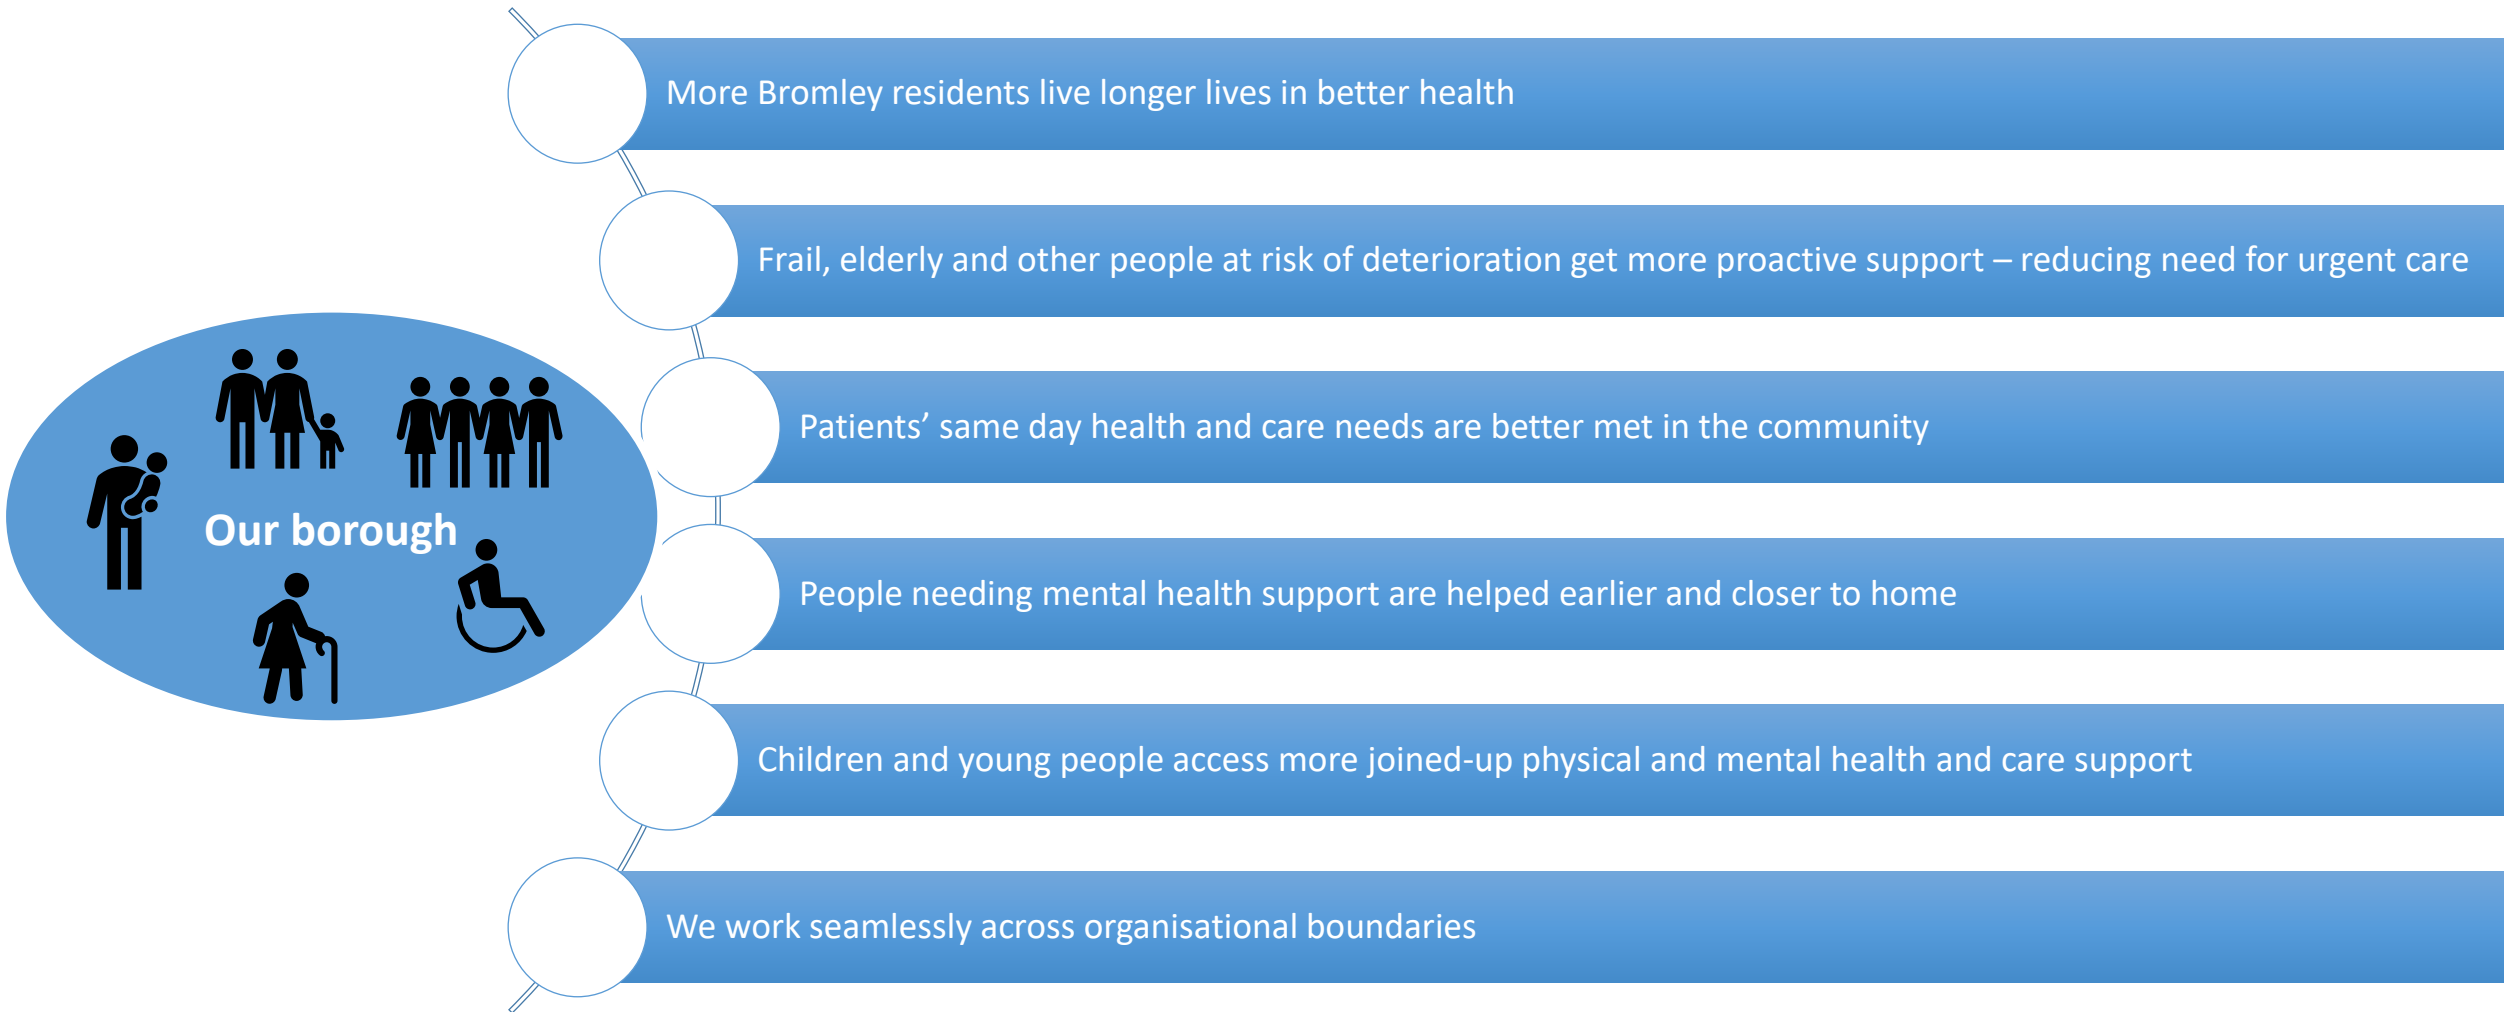 More Bromley residents live longer lives in better health
Frail, elderly and other people at risk of deterioration get more proactive support – reducing need for urgent care
Patients’ same day health and care needs are better met in the community
Our borough
People needing mental health support are helped earlier and closer to home
Children and young people access more joined-up physical and mental health and care support
We work seamlessly across organisational boundaries